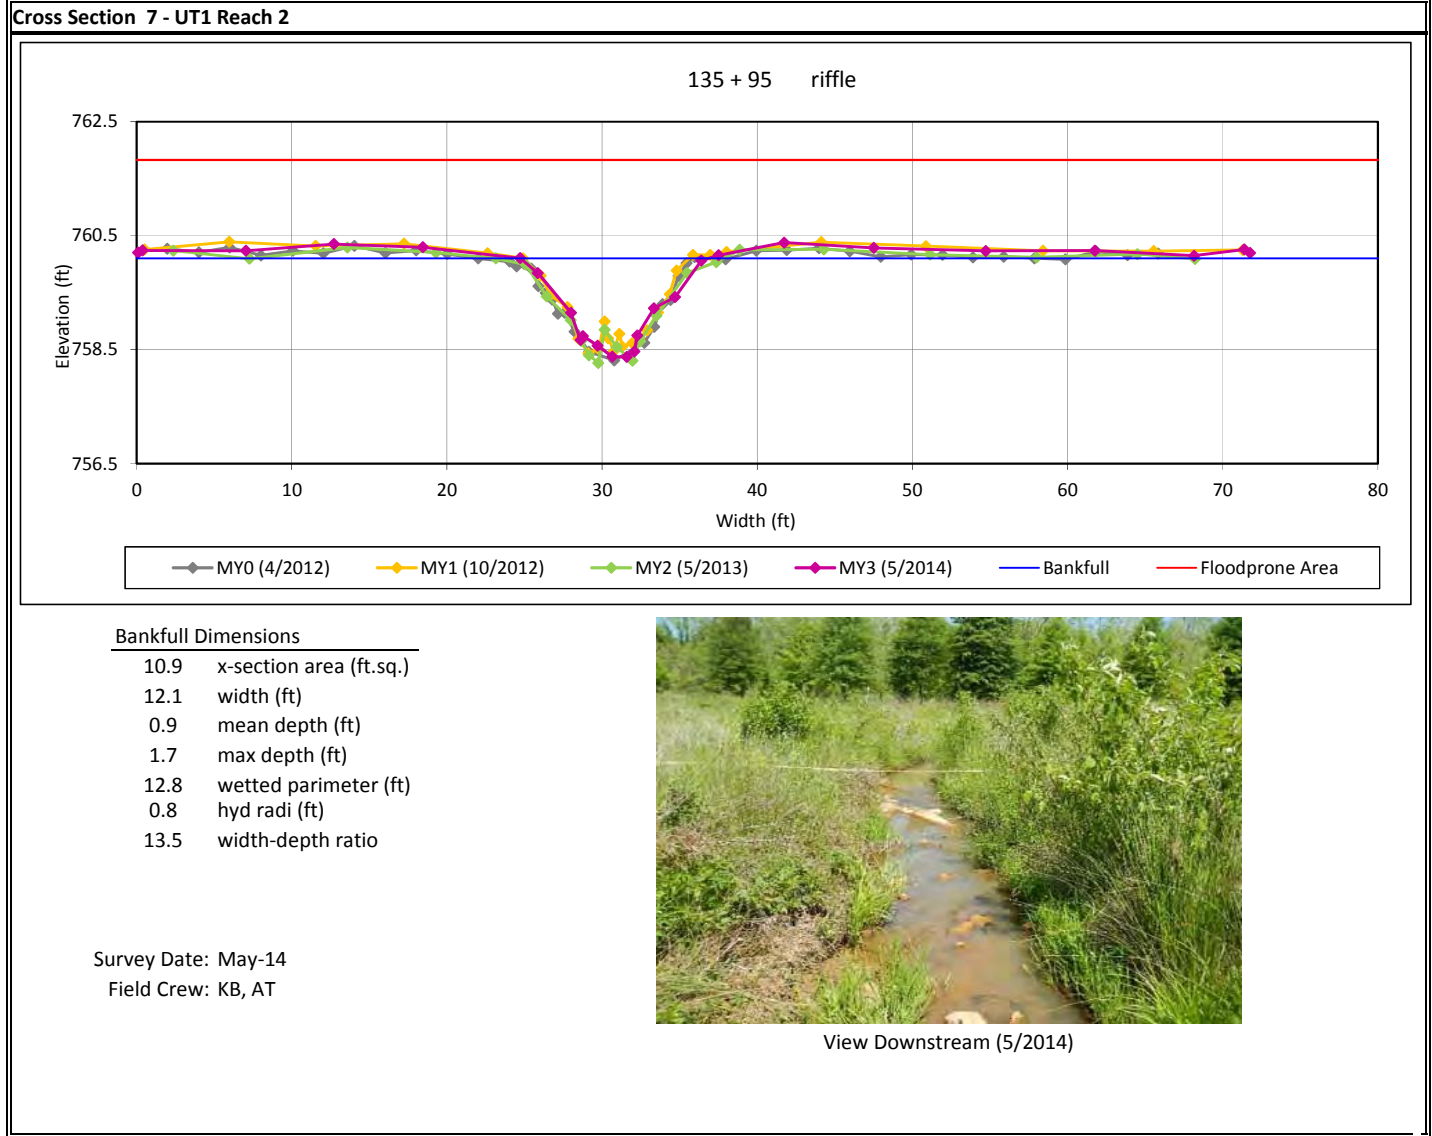 Cross Section 7 - UT1 Reach 2
135 + 95 riffle
762.5
760.5
758.5
756.5
Elevation (ft)
0 10 20 30 40 50 60 70 80
Width (ft)
MY0 (4/2012) MY1 (10/2012) MY2 (5/2013) MY3 (5/2014) Bankfull Floodprone Area
Bankfull Dimensions
10.9 x-section area (ft.sq.)
12.1 width (ft)
0.9 mean depth (ft)
1.7 max depth (ft)
12.8 wetted parimeter (ft)
0.8 hyd radi (ft)
13.5 width-depth ratio
Survey Date: May-14
Field Crew: KB, AT
View Downstream (5/2014)